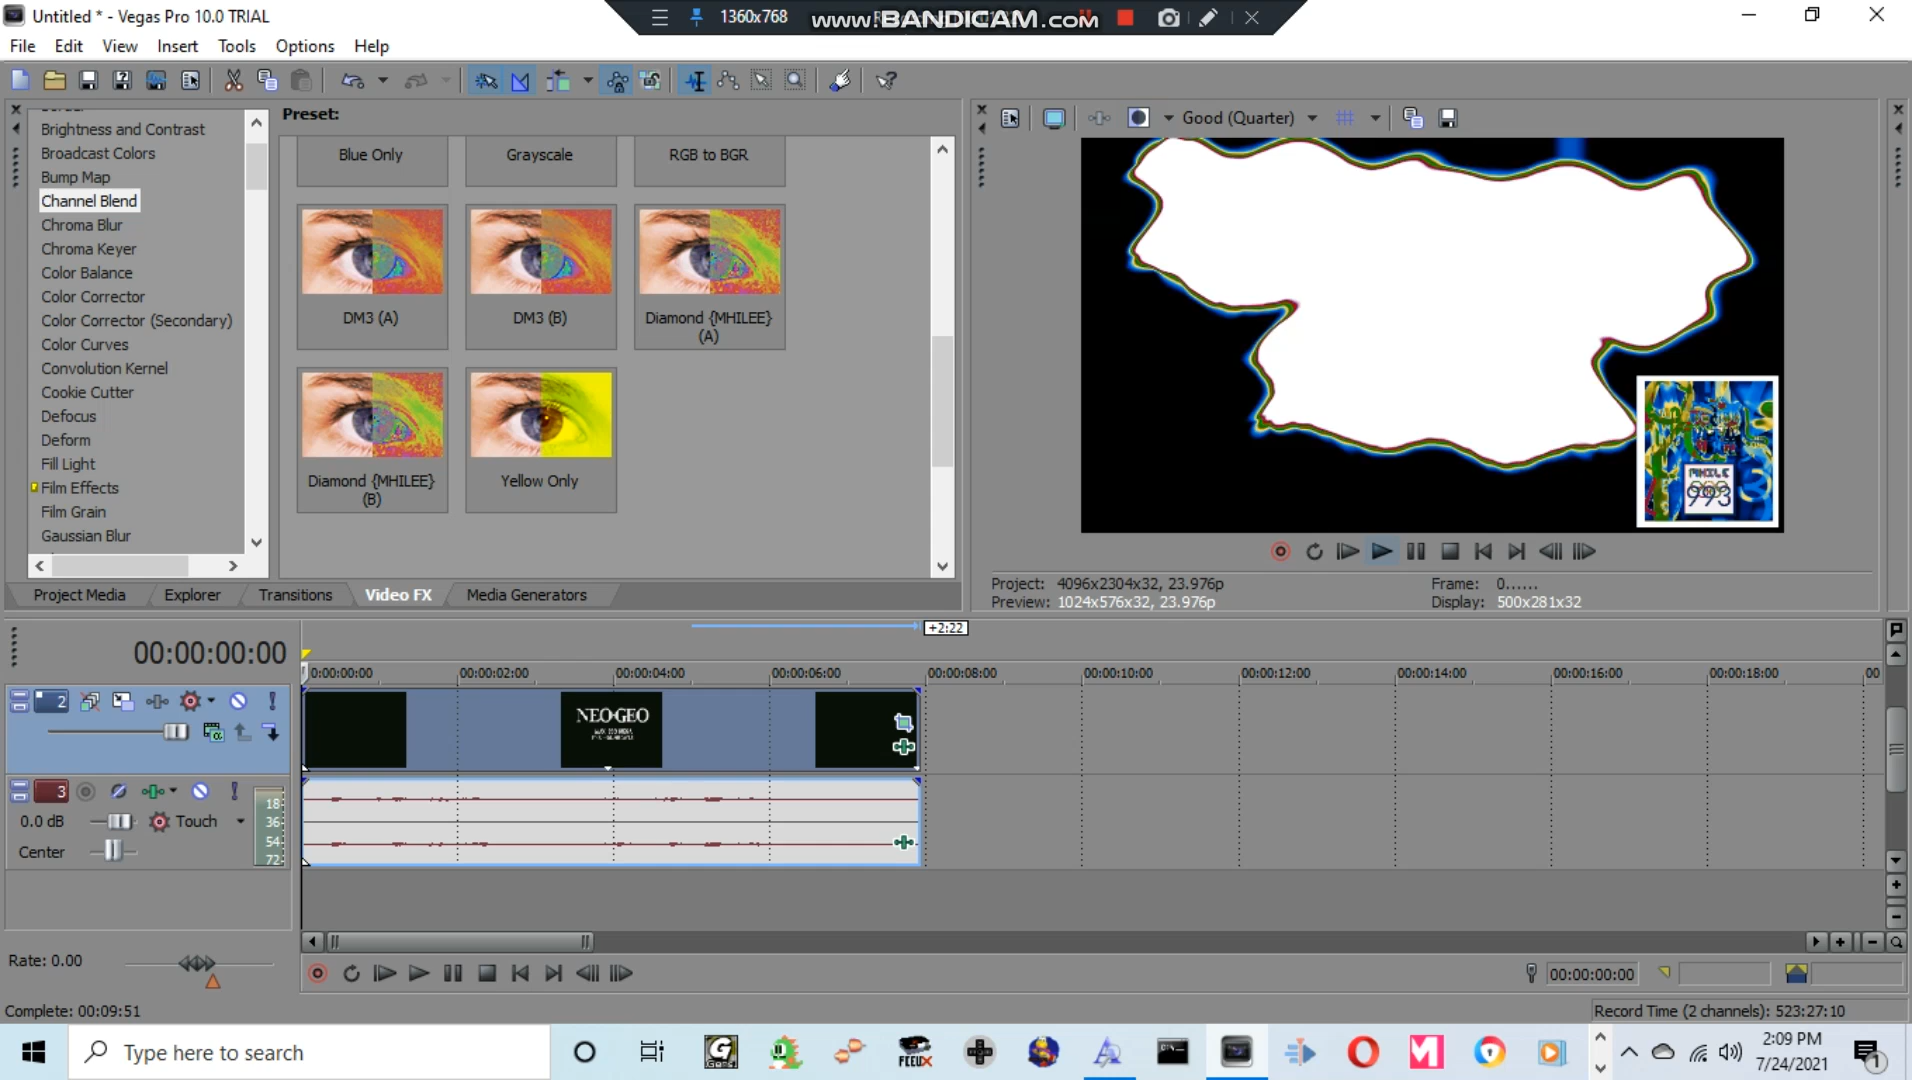 Untitled * - Vegas Pro 10.0 TRIAL
1360x768
www.BANDICAM.com
File Edit View Insert Tools Options Help
Brightness and Contrast
Broadcast Colors
Bump Map
Channel Blend
Chroma Blur
Chroma Keyer
Color Balance
Color Corrector
Color Corrector (Secondary)
Color Curves
Convolution Kernel
Cookie Cutter
Defocus
Deform
Fill Light
Film Effects
Film Grain
Gaussian Blur
Preset:
Blue Only
Grayscale
RGB to BGR
DM3 (A)
DM3 (B)
Diamond {MHILEE}
(A)
Diamond {MHILEE}
(B)
Yellow Only
Project Media Explorer Transitions Video FX Media Generators
Good (Quarter)
993
Project: 4096x2304x32, 23.976p
Frame: 0......
Preview: 1024x576x32, 23.976p
Display: 500x281x32
+2:22
00:00:00:00
0:00:00:00 00:00:02:00 00:00:04:00 00:00:06:00 00:00:08:00 00:00:10:00 00:00:12:00 00:00:14:00 00:00:16:00 00:00:18:00 00
2
NEO·GEO
3
18
0.0 dB
Touch
36
54
Center
72
Rate: 0.00
00:00:00:00
Complete: 00:09:51
Record Time (2 channels): 523:27:10
Type here to search
FCEUX
2:09 PM
7/24/2021
1